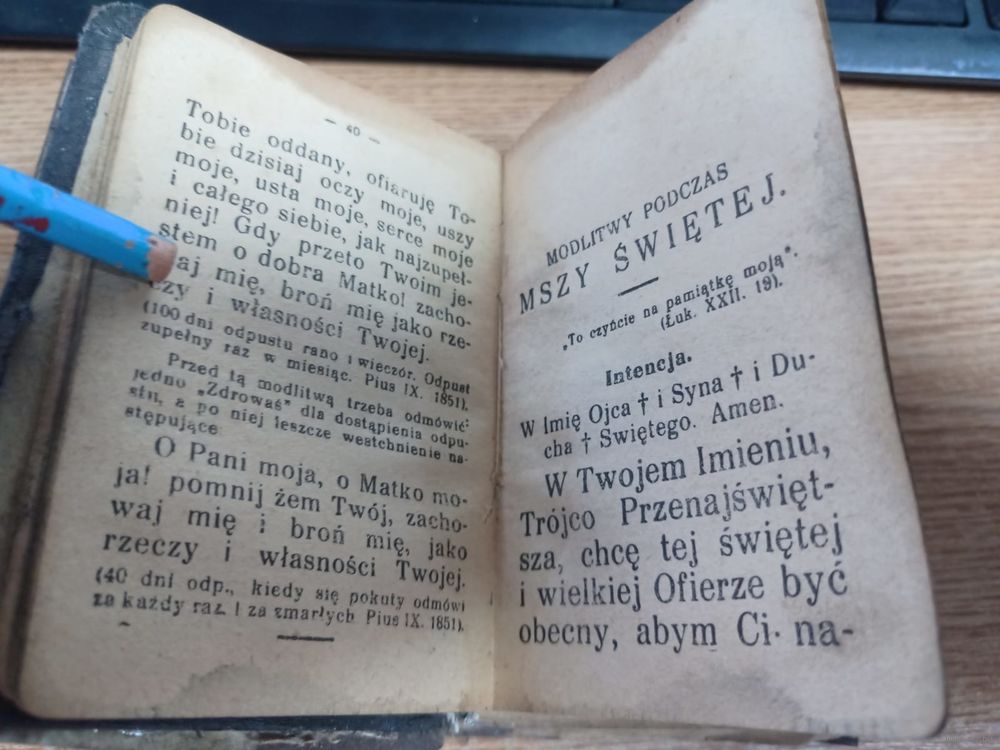 — 40 —
Tobie oddany, ofiaruję To-
bie dzisiaj oczy moje, uszy
moje, usta moje, serce moje
i całego siebie, jak najzupeł-
niej! Gdy przeto Twoim je-
stem o dobra Matko! zacho-
aj mię, broń mię jako rze-
czy i własności Twojej.
(100 dni odpustu rano i wieczór. Odpust
zupełny raz w miesiąc. Pius IX. 1851).
Przed tą modlitwą trzeba odmówić
jedno „Zdrowaś" dla dostąpienia odpu-
stu, a po niej jeszcze westchnienie na-
stępujące
O Pani moja, o Matko mo-
ja! pomnij żem Twój, zacho-
waj mię i broń mię, jako
rzeczy i własności Twojej.
(40 dni odp., kiedy się pokuty odmówi
za każdy raz. I za zmarłych Pius IX. 1851).
MODLITWY PODCZAS
MSZY ŚWIĘTEJ.
„To czyńcie na pamiątkę moją".
(Łuk. XXII. 19).
Intencja.
W Imię Ojca † i Syna † i Du-
cha † Swiętego. Amen.
W Twojem Imieniu,
Trójco Przenajświęt-
sza, chcę tej świętej
i wielkiej Ofierze być
obecny, abym Ci na-